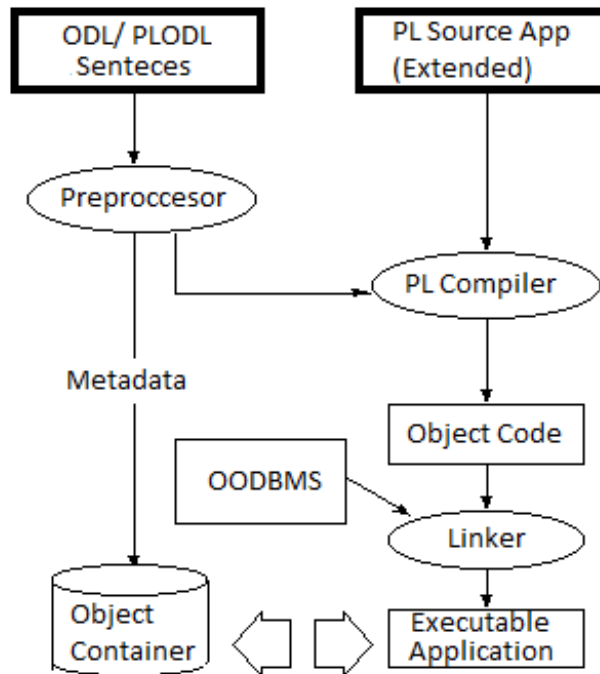 ODL/ PLODL
Senteces
PL Source App
(Extended)
Preproccesor
PL Compiler
Metadata
Object Code
OODBMS
Linker
Object
Container
Executable
Application